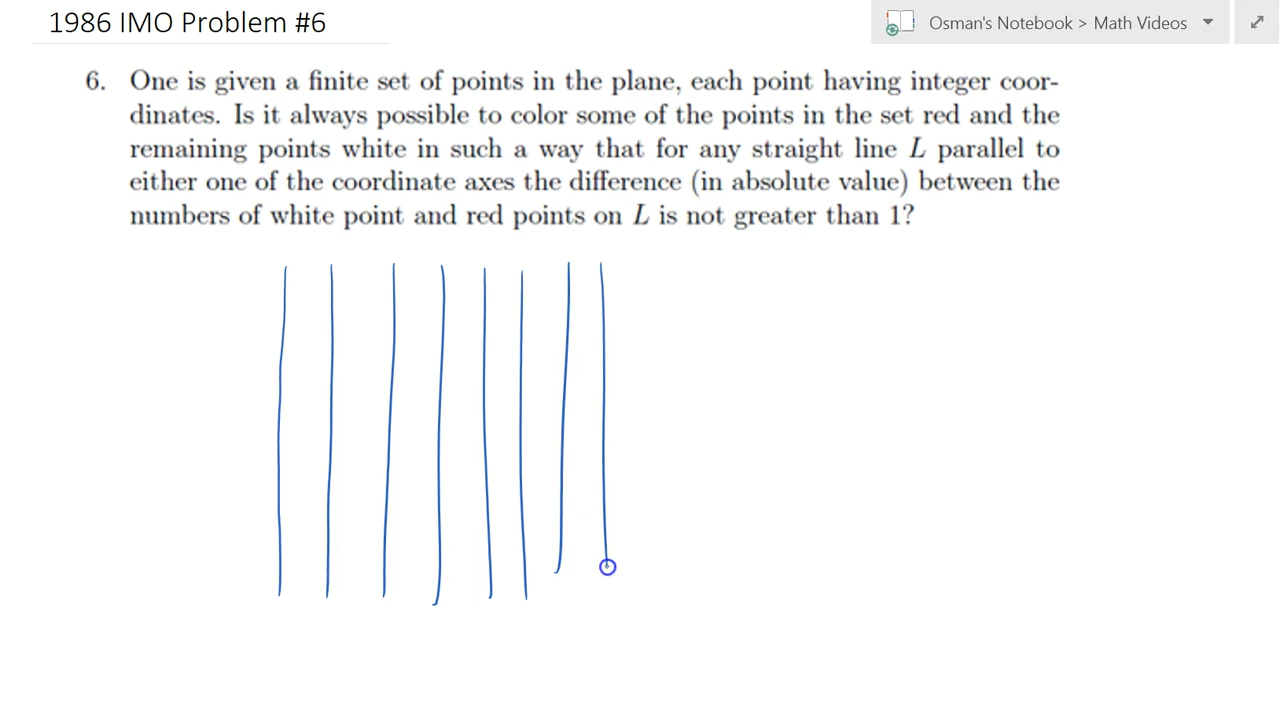 1986 IMO Problem #6
Osman's Notebook > Math Videos
6. One is given a finite set of points in the plane, each point having integer coor-
dinates. Is it always possible to color some of the points in the set red and the
remaining points white in such a way that for any straight line L parallel to
either one of the coordinate axes the difference (in absolute value) between the
numbers of white point and red points on L is not greater than 1?